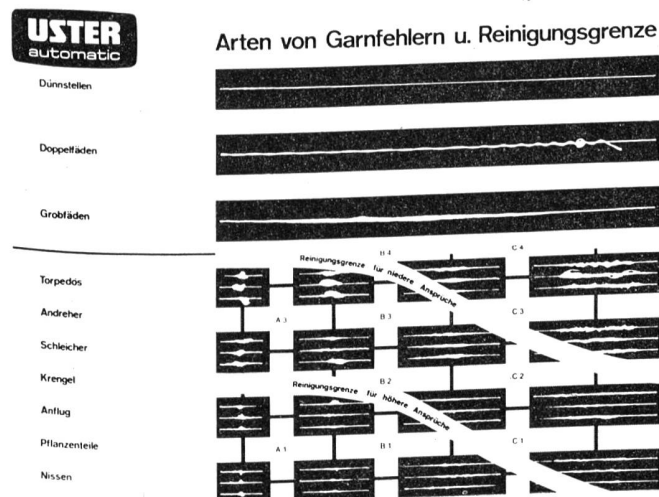 USTER
automatic
Arten von Garnfehlern u. Reinigungsgrenze
Dünnstellen
Doppelfäden
Grobfäden
B 4
C 4
Reinigungsgrenze für niedere Ansprüche
Torpedos
Andreher
A 3
B 3
C 3
Schleicher
Krengel
B 2
C 2
Reinigungsgrenze für höhere Ansprüche
Anflug
Pflanzenteile
A 1
B 1
C 1
Nissen